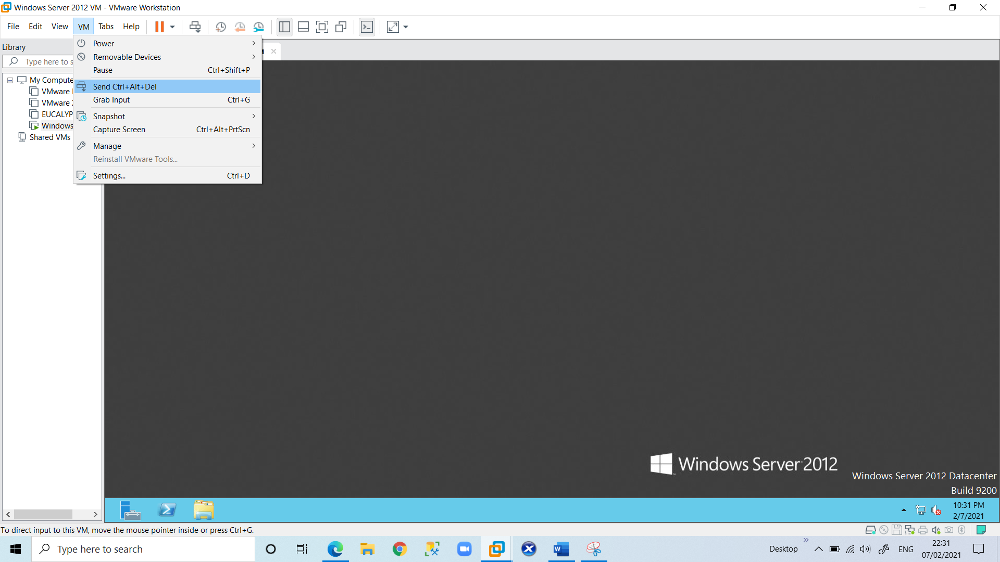 Windows Server 2012 VM - VMware Workstation
File Edit View VM Tabs Help
Library
Type here to s
My Compute
VMware
VMware
EUCALYP
Windows
Shared VMs
Power
Removable Devices
Pause Ctrl+Shift+P
Send Ctrl+Alt+Del
Grab Input Ctrl+G
Snapshot
Capture Screen Ctrl+Alt+PrtScn
Manage
Reinstall VMware Tools...
Settings... Ctrl+D
Windows Server 2012
Windows Server 2012 Datacenter
Build 9200
10:31 PM
2/7/2021
To direct input to this VM, move the mouse pointer inside or press Ctrl+G.
Type here to search
Desktop
ENG
22:31
07/02/2021